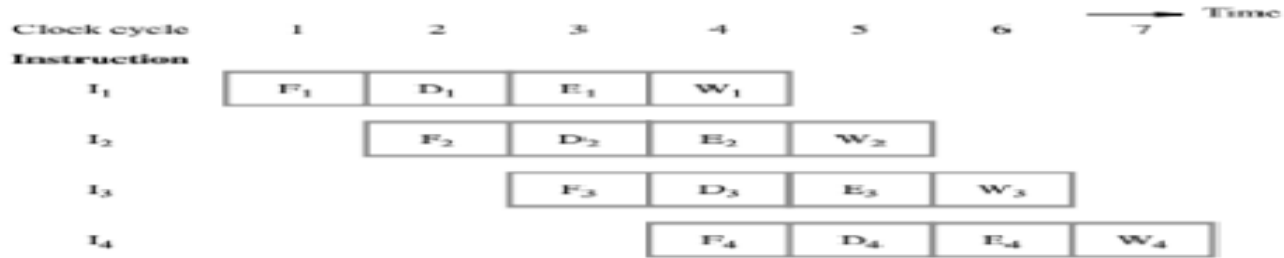 Time
Clock cycle 1 2 3 4 5 6 7
Instruction
I₁ F₁ D₁ E₁ W₁
I₂ F₂ D₂ E₂ W₂
I₃ F₃ D₃ E₃ W₃
I₄ F₄ D₄ E₄ W₄